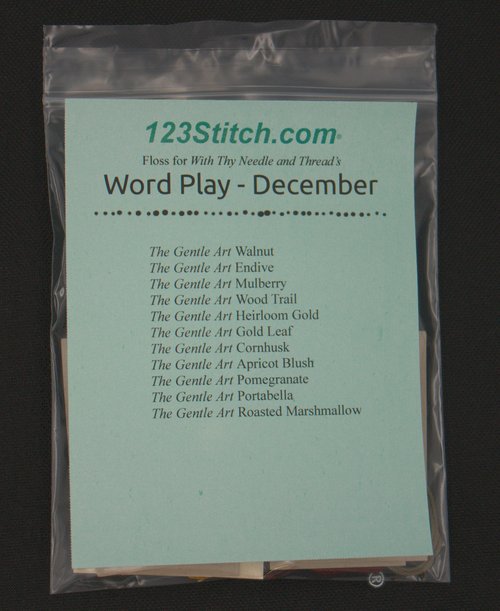 123Stitch.com®
Floss for With Thy Needle and Thread's
Word Play - December
The Gentle Art Walnut
The Gentle Art Endive
The Gentle Art Mulberry
The Gentle Art Wood Trail
The Gentle Art Heirloom Gold
The Gentle Art Gold Leaf
The Gentle Art Cornhusk
The Gentle Art Apricot Blush
The Gentle Art Pomegranate
The Gentle Art Portabella
The Gentle Art Roasted Marshmallow